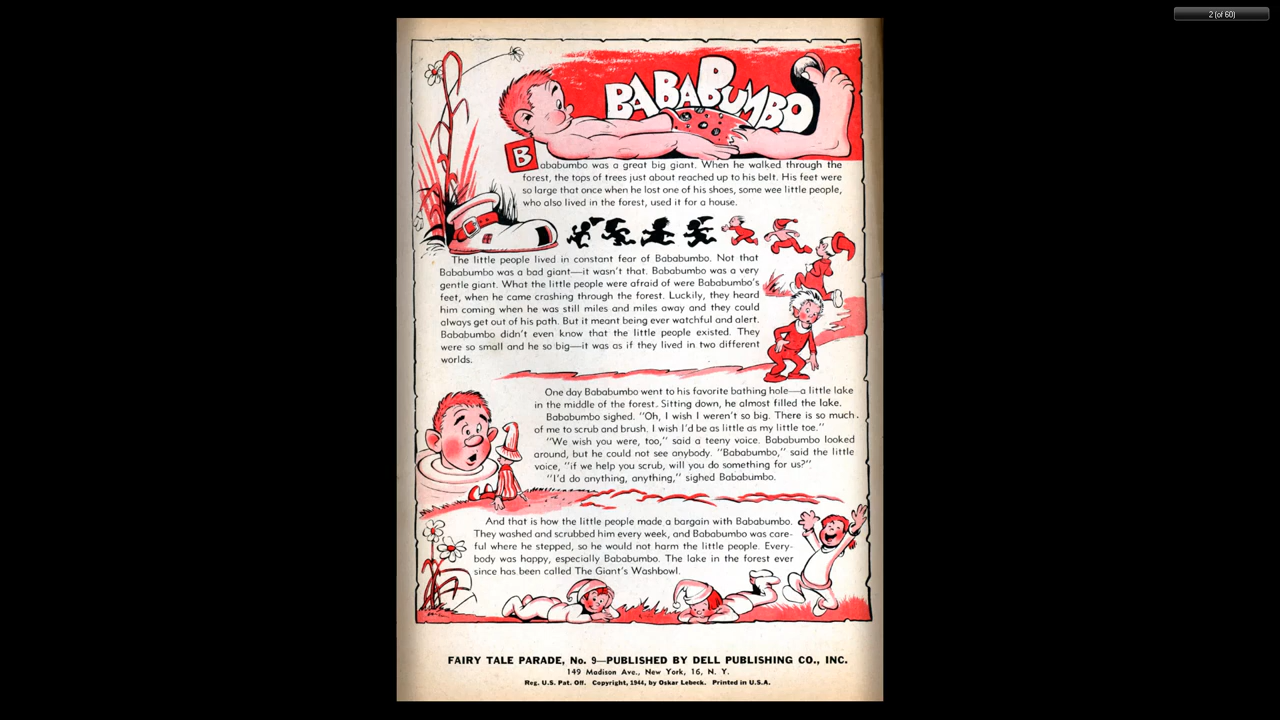 2 (of 60)
BABABUMBO
Bababumbo was a great big giant. When he walked through the
forest, the tops of trees just about reached up to his belt. His feet were
so large that once when he lost one of his shoes, some wee little people,
who also lived in the forest, used it for a house.
The little people lived in constant fear of Bababumbo. Not that
Bababumbo was a bad giant—it wasn't that. Bababumbo was a very
gentle giant. What the little people were afraid of were Bababumbo's
feet, when he came crashing through the forest. Luckily, they heard
him coming when he was still miles and miles away and they could
always get out of his path. But it meant being ever watchful and alert.
Bababumbo didn't even know that the little people existed. They
were so small and he so big—it was as if they lived in two different
worlds.
One day Bababumbo went to his favorite bathing hole—a little lake
in the middle of the forest. Sitting down, he almost filled the lake.
Bababumbo sighed. "Oh, I wish I weren't so big. There is so much
of me to scrub and brush. I wish I'd be as little as my little toe."
"We wish you were, too," said a teeny voice. Bababumbo looked
around, but he could not see anybody. "Bababumbo," said the little
voice, "if we help you scrub, will you do something for us?"
"I'd do anything, anything," sighed Bababumbo.
And that is how the little people made a bargain with Bababumbo.
They washed and scrubbed him every week, and Bababumbo was care-
ful where he stepped, so he would not harm the little people. Every-
body was happy, especially Bababumbo. The lake in the forest ever
since has been called The Giant's Washbowl.
FAIRY TALE PARADE, No. 9—PUBLISHED BY DELL PUBLISHING CO., INC.
149 Madison Ave., New York, 16, N. Y.
Reg. U.S. Pat. Off. Copyright, 1944, by Oskar Lebeck. Printed in U.S.A.